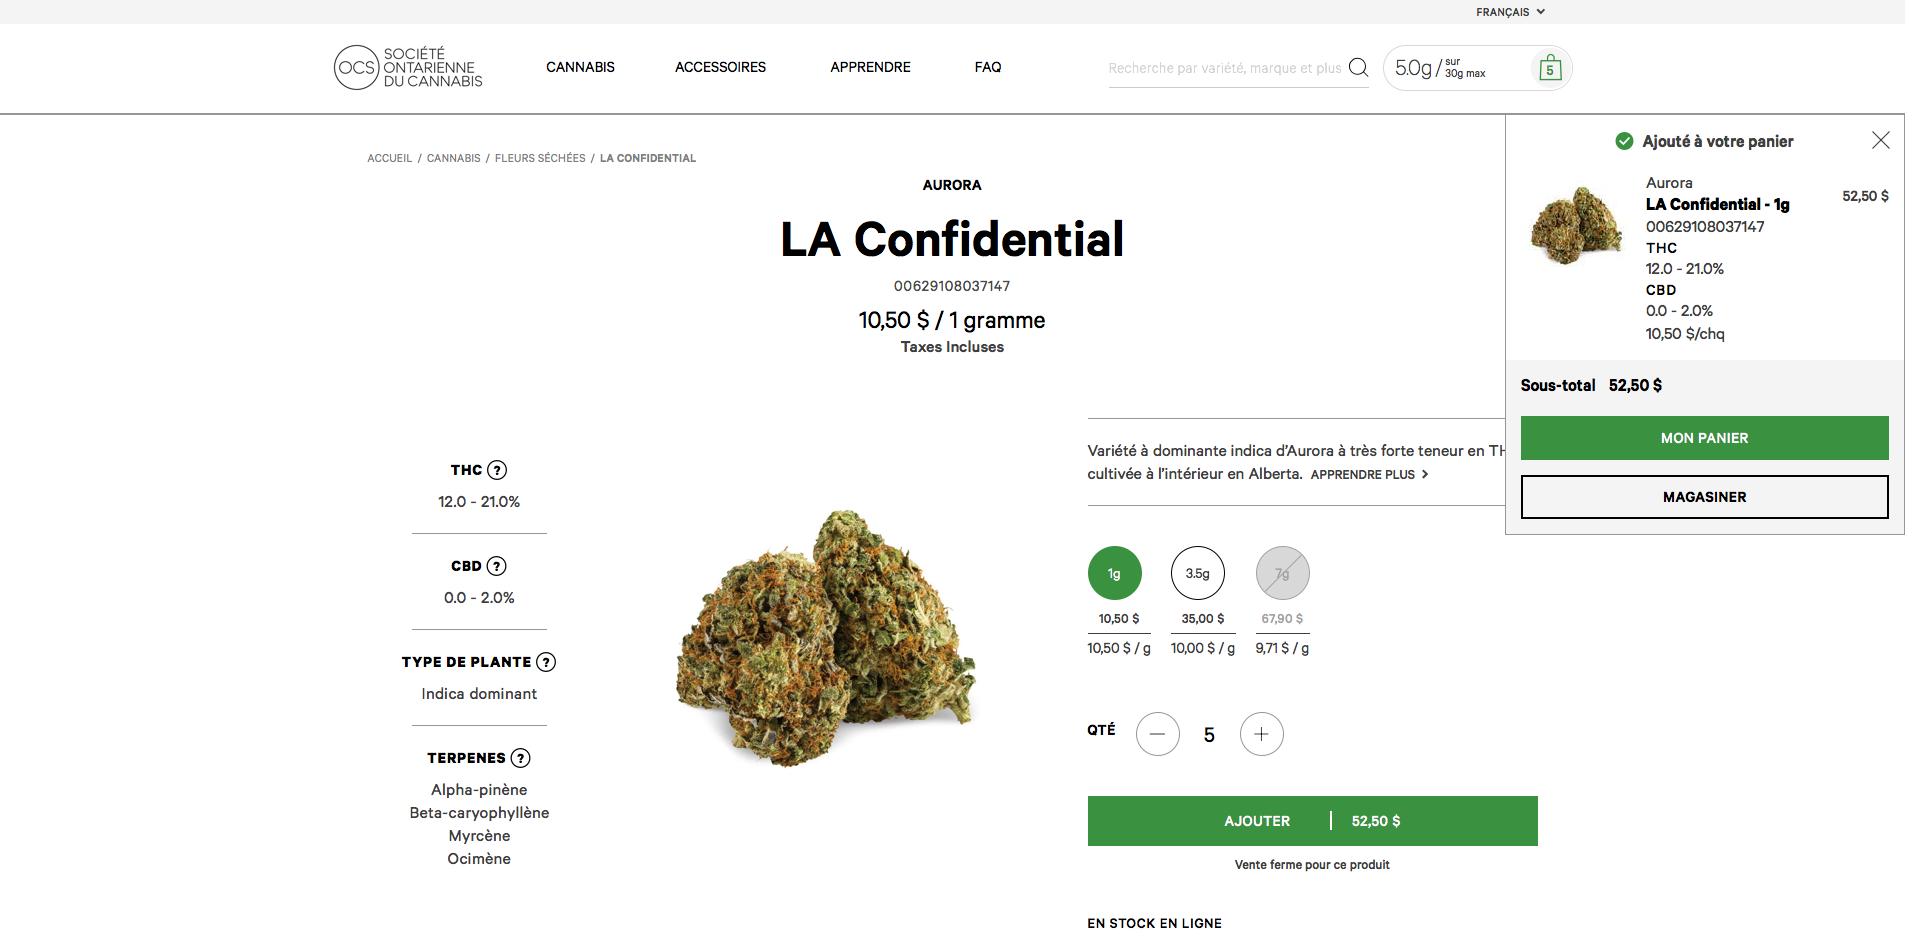 FRANÇAIS
OCS
SOCIÉTÉ
ONTARIENNE
DU CANNABIS
CANNABIS
ACCESSOIRES
APPRENDRE
FAQ
Recherche par variété, marque et plus
5.0g / sur
30g max
5
ACCUEIL / CANNABIS / FLEURS SÉCHÉES / LA CONFIDENTIAL
AURORA
LA Confidential
00629108037147
10,50 $ / 1 gramme
Taxes Incluses
THC ?
12.0 - 21.0%
CBD ?
0.0 - 2.0%
TYPE DE PLANTE ?
Indica dominant
TERPENES ?
Alpha-pinène
Beta-caryophyllène
Myrcène
Ocimène
Variété à dominante indica d'Aurora à très forte teneur en TH
cultivée à l'intérieur en Alberta. APPRENDRE PLUS >
1g
3.5g
7g
10,50 $
35,00 $
67,90 $
10,50 $ / g
10,00 $ / g
9,71 $ / g
QTÉ
5
AJOUTER | 52,50 $
Vente ferme pour ce produit
EN STOCK EN LIGNE
Ajouté à votre panier
Aurora
LA Confidential - 1g
52,50 $
00629108037147
THC
12.0 - 21.0%
CBD
0.0 - 2.0%
10,50 $/chq
Sous-total 52,50 $
MON PANIER
MAGASINER